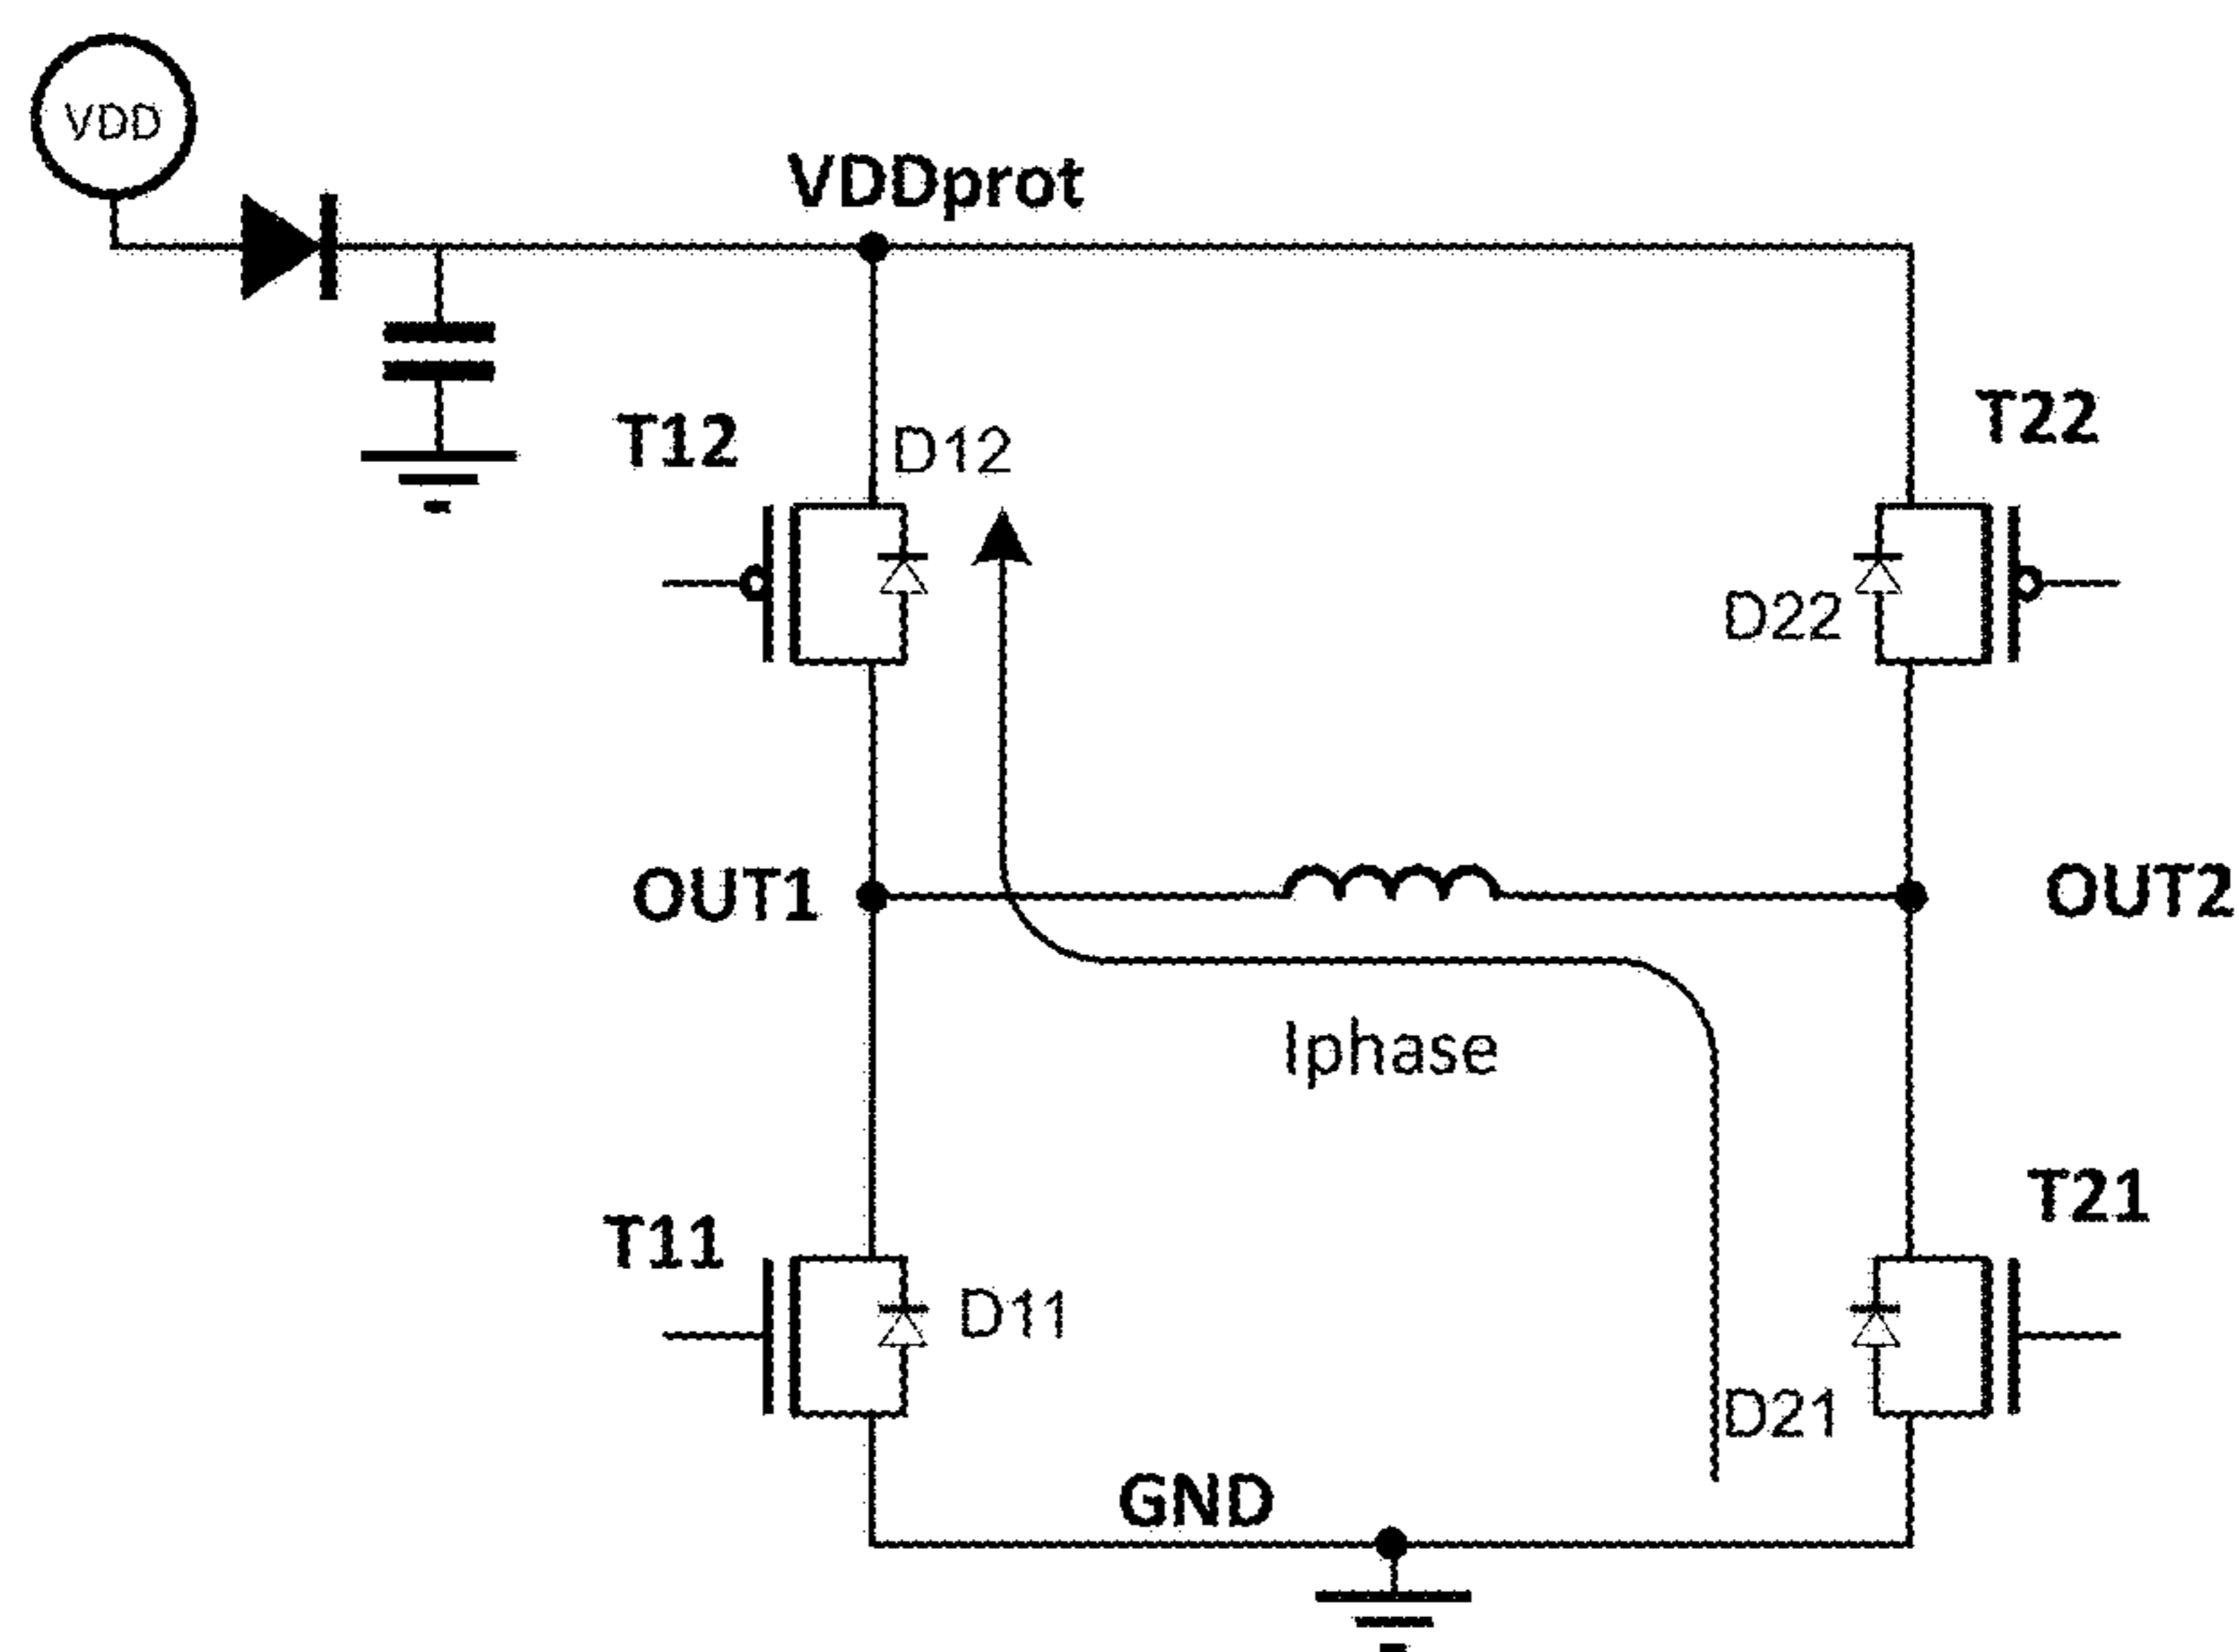 VDD
VDDprot
T12
D12
T22
D22
OUT1
OUT2
Iphase
T11
D11
T21
D21
GND